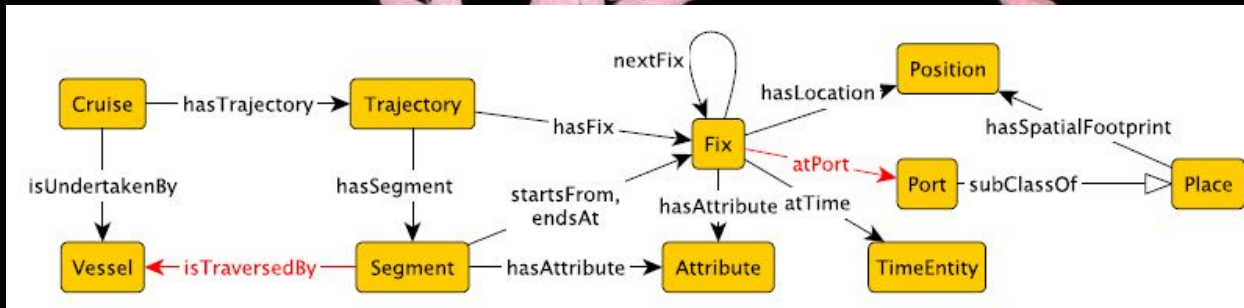 nextFix
Position
Cruise
hasTrajectory
Trajectory
hasLocation
hasFix
hasSpatialFootprint
Fix
atPort
isUndertakenBy
hasSegment
startsFrom,
endsAt
Port
subClassOf
Place
hasAttribute
atTime
Vessel
isTraversedBy
Segment
hasAttribute
Attribute
TimeEntity